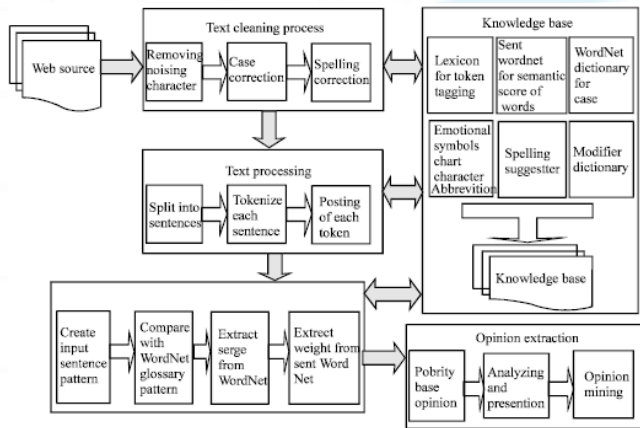 Web source
Text cleaning process
Removing
noising
character
Case
correction
Spelling
correction
Knowledge base
Lexicon
for token
tagging
Sent
wordnet
for semantic
score of
words
WordNet
dictionary
for
case
Emotional
symbols
chart
character
Abbrevition
Spelling
suggestter
Modifier
dictionary
Knowledge base
Text processing
Split into
sentences
Tokenize
each
sentence
Posting
of each
token
Create
input
sentence
pattern
Compare
with
WordNet
glossary
pattern
Extract
serge
from
WordNet
Extrect
weight from
sent Word
Net
Opinion extraction
Pobrity
base
opinion
Analyzing
and
presention
Opinion
mining